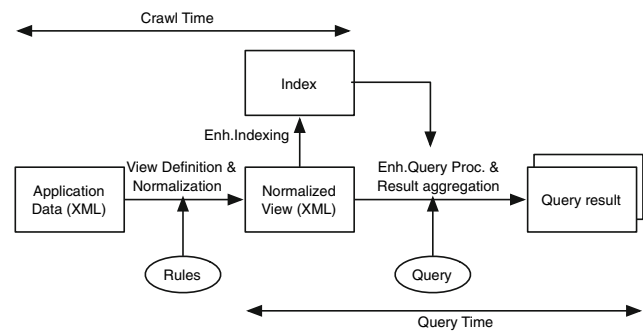 Crawl Time
Index
Enh.Indexing
View Definition &
Normalization
Enh.Query Proc. &
Result aggregation
Application
Data (XML)
Normalized
View (XML)
Query result
Rules
Query
Query Time